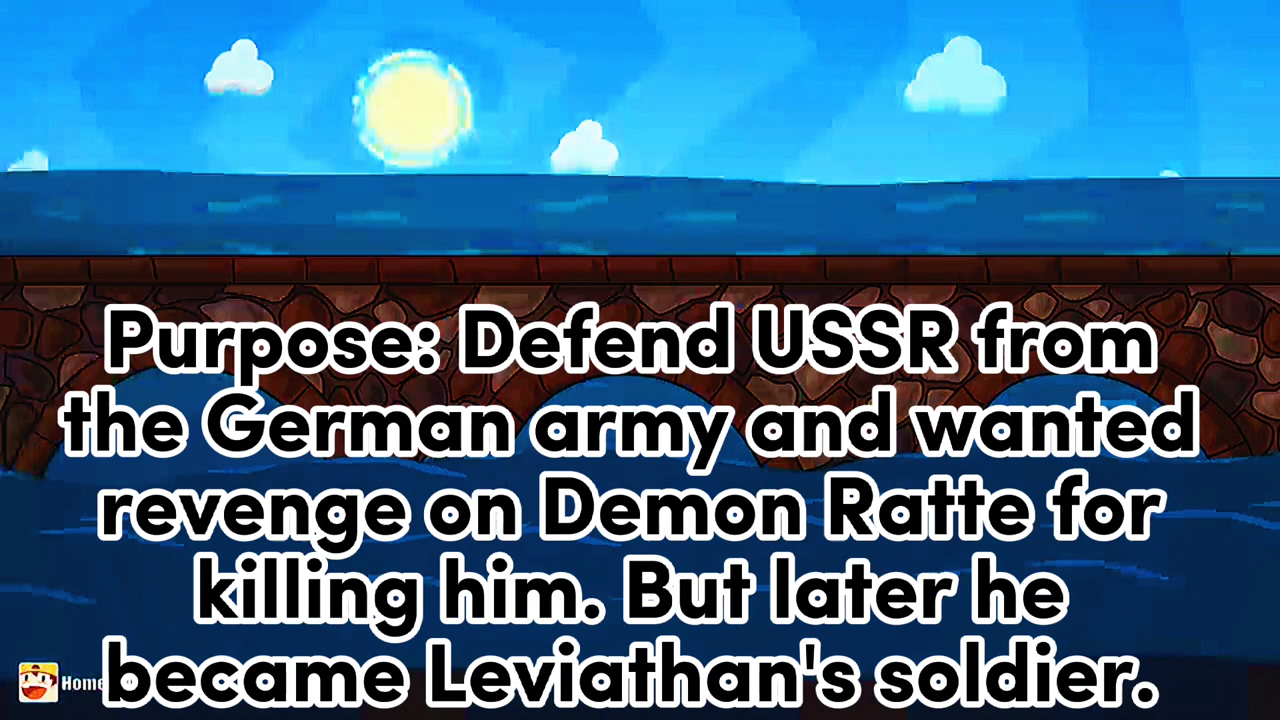 Purpose: Defend USSR from
the German army and wanted
revenge on Demon Ratte for
killing him. But later he
became Leviathan's soldier.